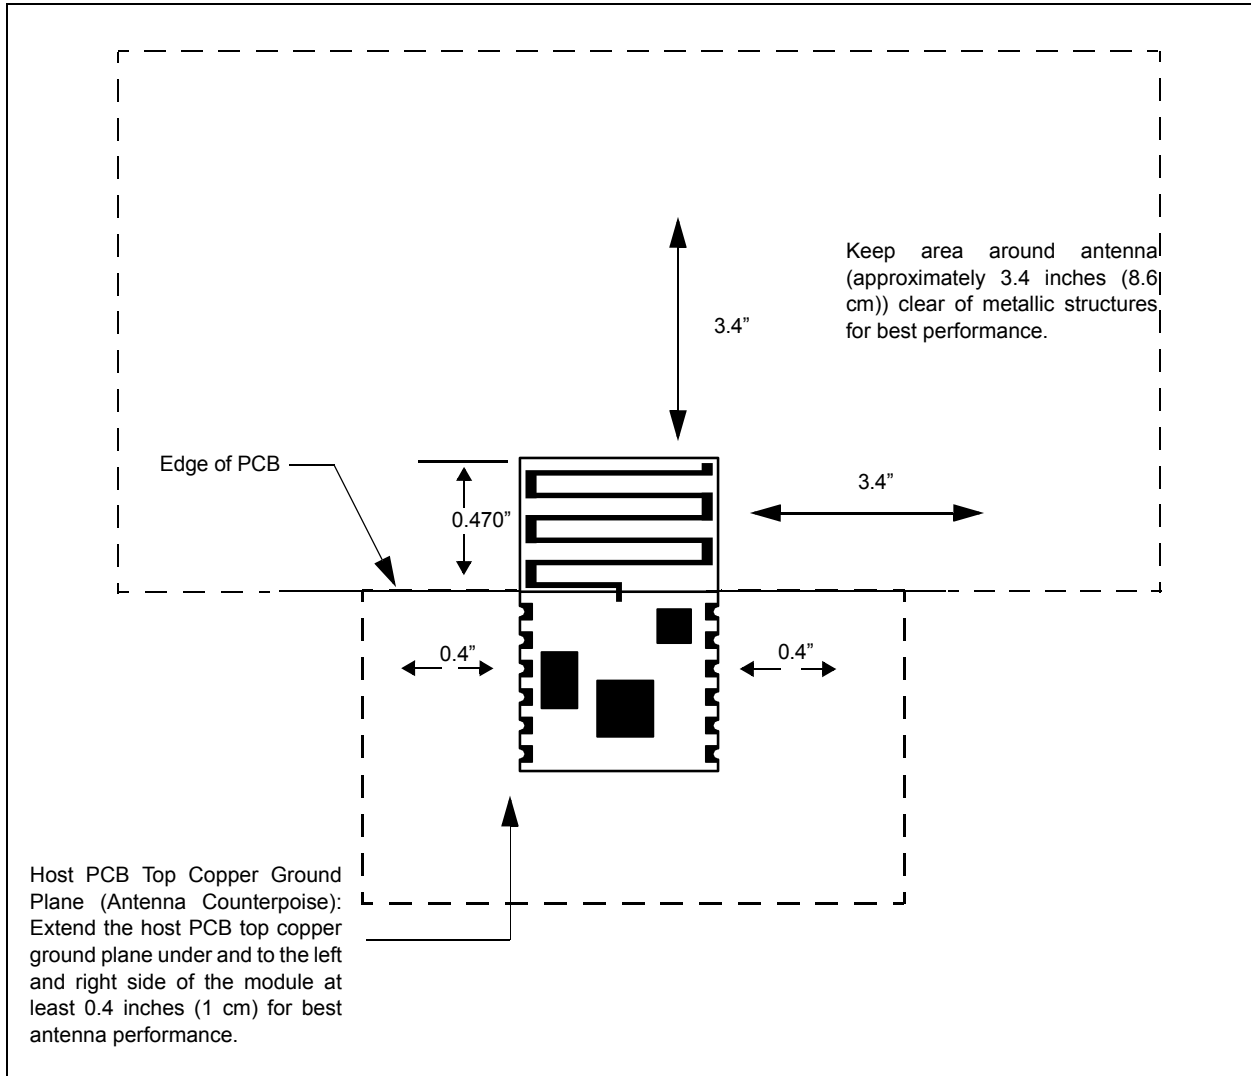 Keep area around antenna
(approximately 3.4 inches (8.6
cm)) clear of metallic structures
for best performance.
3.4”
Edge of PCB
3.4”
0.470”
0.4”
0.4”
Host PCB Top Copper Ground
Plane (Antenna Counterpoise):
Extend the host PCB top copper
ground plane under and to the left
and right side of the module at
least 0.4 inches (1 cm) for best
antenna performance.